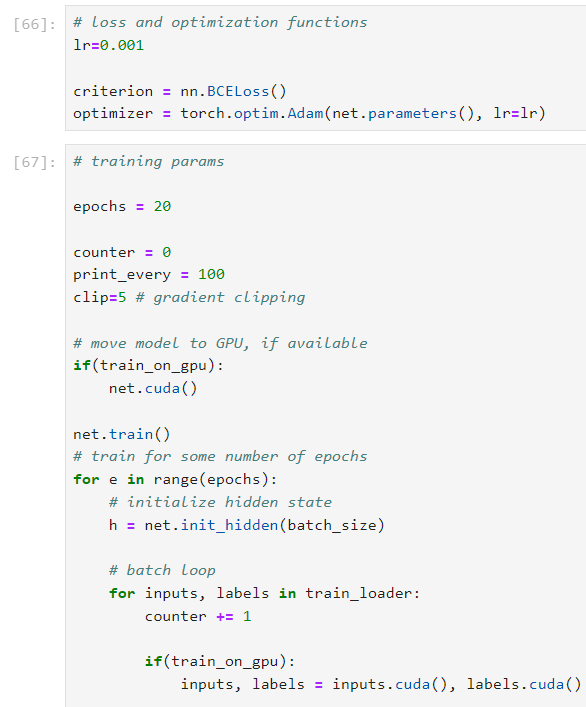 [66]: # loss and optimization functions
lr=0.001

criterion = nn.BCELoss()
optimizer = torch.optim.Adam(net.parameters(), lr=lr)

[67]: # training params

epochs = 20

counter = 0
print_every = 100
clip=5 # gradient clipping

# move model to GPU, if available
if(train_on_gpu):
    net.cuda()

net.train()
# train for some number of epochs
for e in range(epochs):
    # initialize hidden state
    h = net.init_hidden(batch_size)

    # batch loop
    for inputs, labels in train_loader:
        counter += 1

        if(train_on_gpu):
            inputs, labels = inputs.cuda(), labels.cuda()